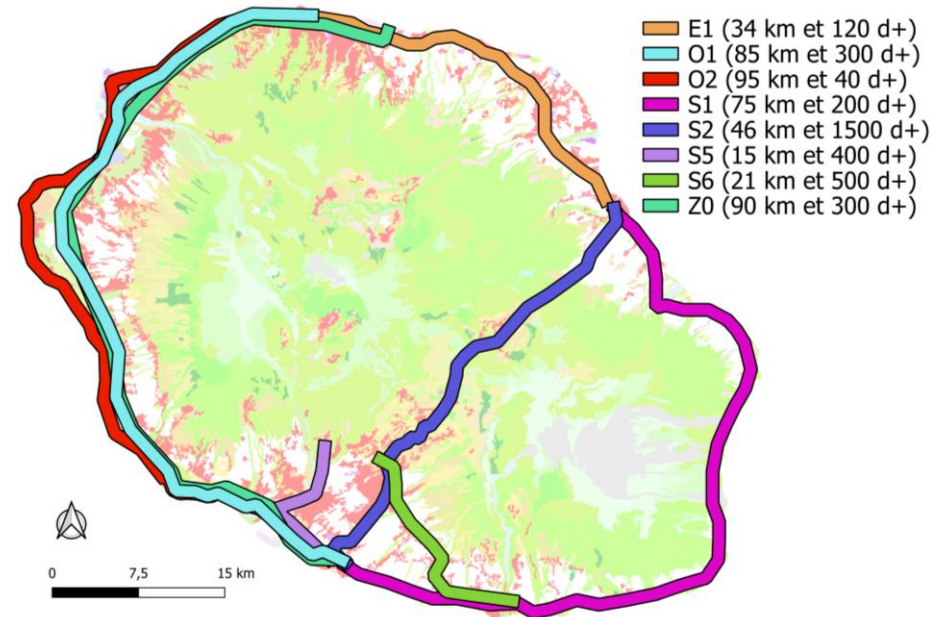 E1 (34 km et 120 d+)
O1 (85 km et 300 d+)
O2 (95 km et 40 d+)
S1 (75 km et 200 d+)
S2 (46 km et 1500 d+)
S5 (15 km et 400 d+)
S6 (21 km et 500 d+)
Z0 (90 km et 300 d+)
0 7,5 15 km